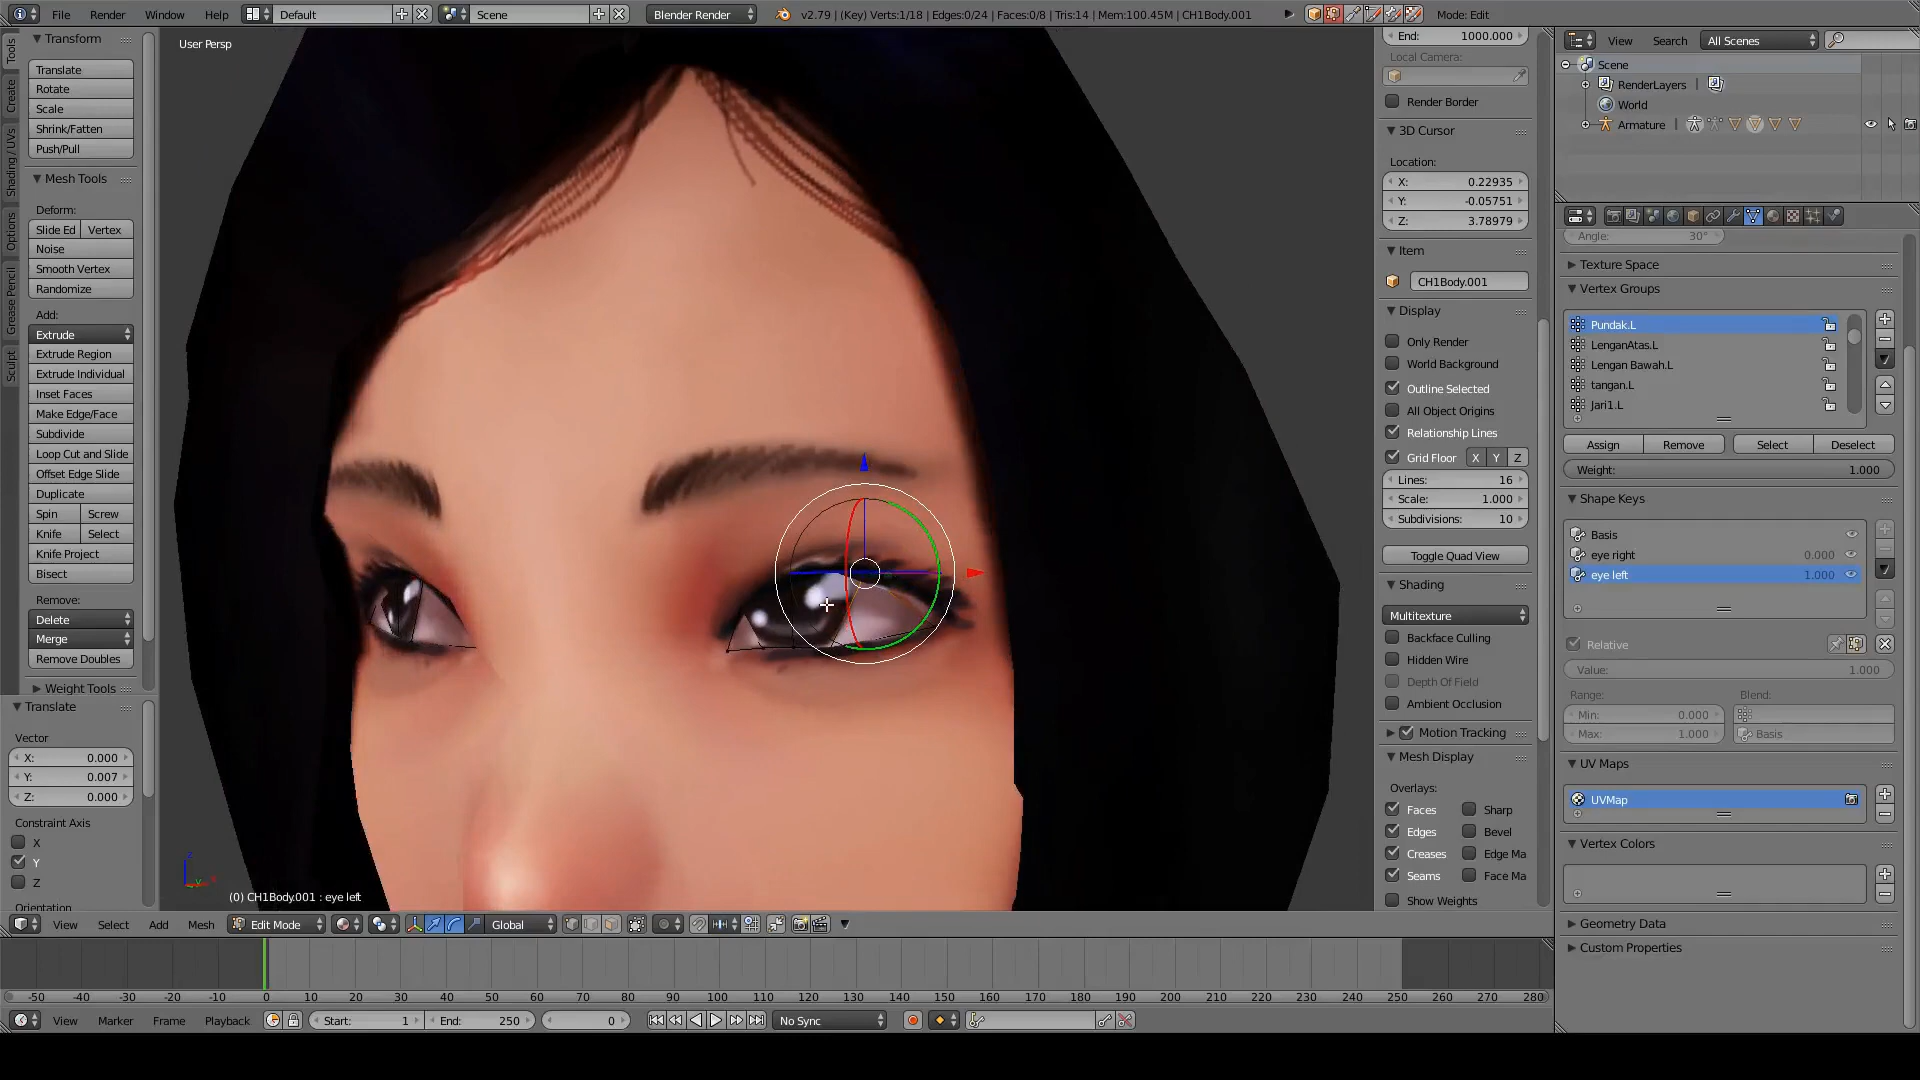 File Render Window Help Default Scene Blender Render v2.79 | (Key) Verts:1/18 | Edges:0/24 | Faces:0/8 | Tris:14 | Mem:100.45M | CH1Body.001 Mode: Edit
Tools
Create
Shading / UVs
Options
Grease Pencil
Sculpt
Transform
Translate
Rotate
Scale
Shrink/Fatten
Push/Pull
Mesh Tools
Deform:
Slide Ed Vertex
Noise
Smooth Vertex
Randomize
Add:
Extrude
Extrude Region
Extrude Individual
Inset Faces
Make Edge/Face
Subdivide
Loop Cut and Slide
Offset Edge Slide
Duplicate
Spin Screw
Knife Select
Knife Project
Bisect
Remove:
Delete
Merge
Remove Doubles
Weight Tools
Translate
Vector
X: 0.000
Y: 0.007
Z: 0.000
Constraint Axis
X
Y
Z
Orientation
User Persp
(0) CH1Body.001 : eye left
End: 1000.000
Local Camera:
Render Border
3D Cursor
Location:
X: 0.22935
Y: -0.05751
Z: 3.78979
Item
CH1Body.001
Display
Only Render
World Background
Outline Selected
All Object Origins
Relationship Lines
Grid Floor X Y Z
Lines: 16
Scale: 1.000
Subdivisions: 10
Toggle Quad View
Shading
Multitexture
Backface Culling
Hidden Wire
Depth Of Field
Ambient Occlusion
Motion Tracking
Mesh Display
Overlays:
Faces Sharp
Edges Bevel
Creases Edge Ma
Seams Face Ma
Show Weights
View Search All Scenes
Scene
RenderLayers |
World
Armature |
Angle: 30°
Texture Space
Vertex Groups
Pundak.L
LenganAtas.L
Lengan Bawah.L
tangan.L
Jari1.L
Assign Remove Select Deselect
Weight: 1.000
Shape Keys
Basis
eye right 0.000
eye left 1.000
Relative
Value: 1.000
Range: Blend:
Min: 0.000
Max: 1.000 Basis
UV Maps
UVMap
Vertex Colors
Geometry Data
Custom Properties
View Select Add Mesh Edit Mode Global
-50 -40 -30 -20 -10 0 10 20 30 40 50 60 70 80 90 100 110 120 130 140 150 160 170 180 190 200 210 220 230 240 250 260 270 280
View Marker Frame Playback Start: 1 End: 250 0 No Sync